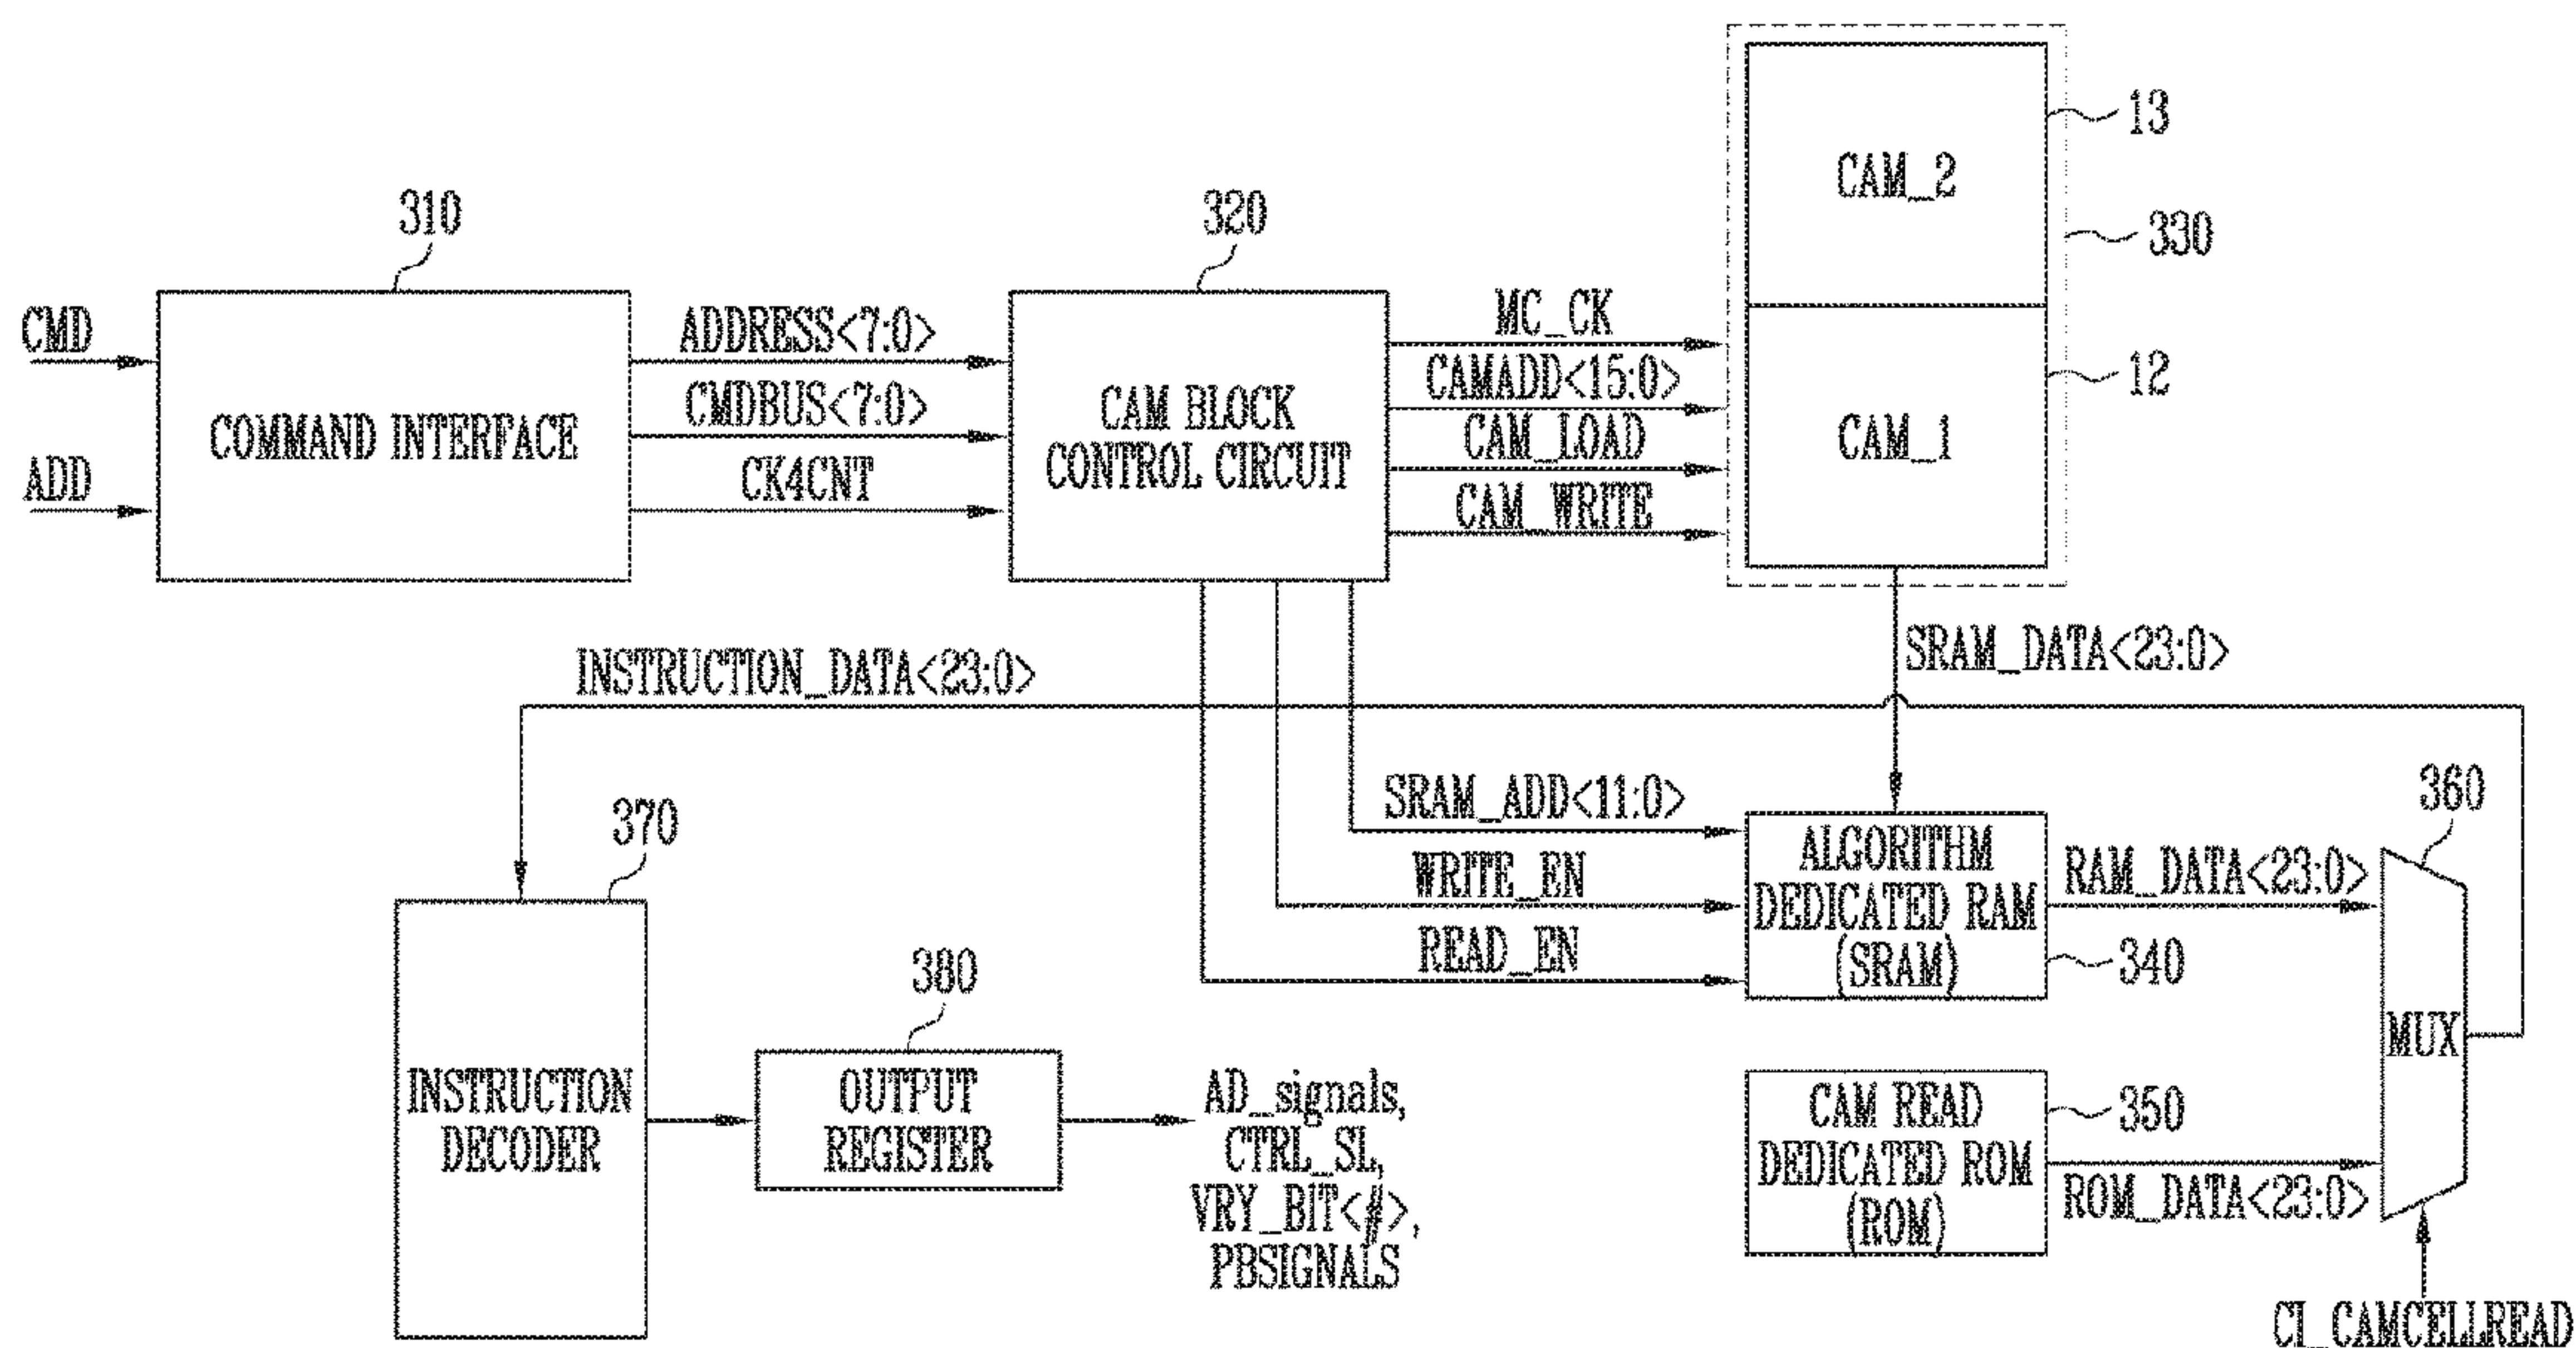 13
CAM_2
310
320
330
CMD
ADDRESS<7:0>
MC_CK
CAMADD<15:0>
12
COMMAND INTERFACE
CMDBUS<7:0>
CAM BLOCK
CONTROL CIRCUIT
CAM_LOAD
CAM_1
ADD
CK4CNT
CAM_WRITE
INSTRUCTION_DATA<23:0>
SRAM_DATA<23:0>
370
SRAM_ADD<11:0>
360
WRITE_EN
ALGORITHM
DEDICATED RAM
(SRAM)
RAM_DATA<23:0>
READ_EN
340
380
MUX
INSTRUCTION
DECODER
OUTPUT
REGISTER
AD_signals,
CTRL_SL,
VRY_BIT<#>,
PBSIGNALS
CAM READ
DEDICATED ROM
(ROM)
350
ROM_DATA<23:0>
CI_CAMCELLREAD